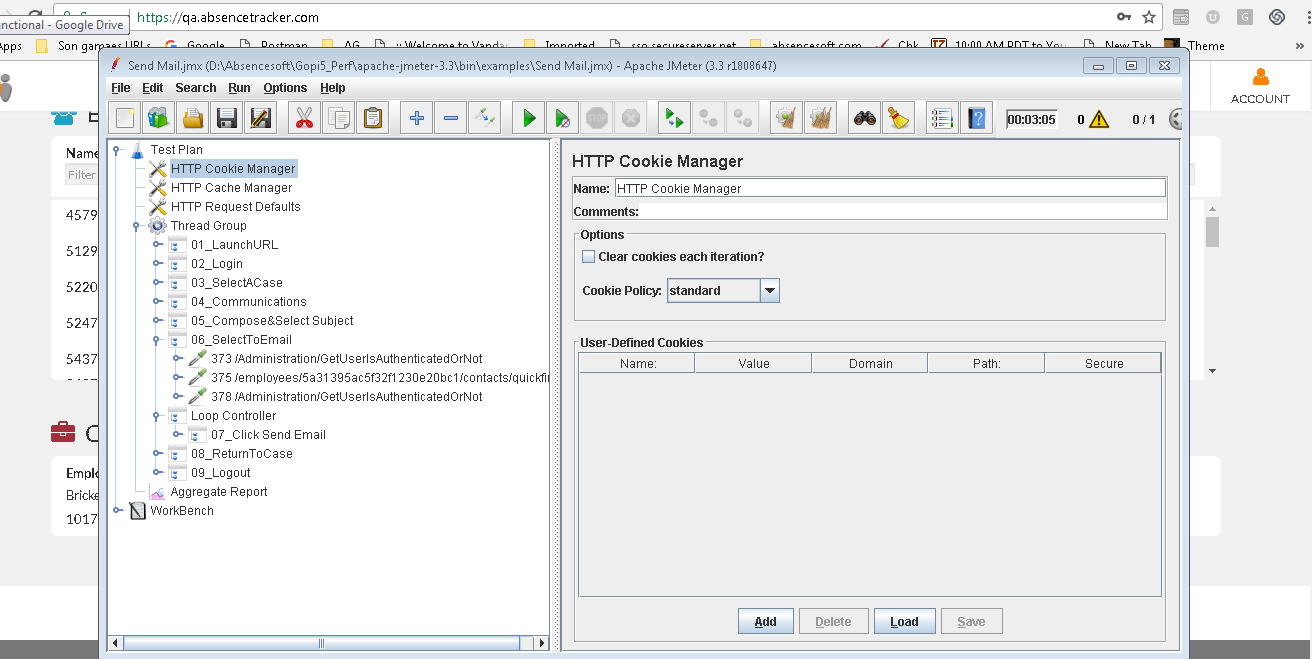 https://qa.absencetracker.com
nctional - Google Drive
Apps
Son gamaes URLs
Google
Postman
AG
:: Welcome to Vanda
Imported
sso.secureserver.net
absencesoft.com
Chk
10:00 AM PDT to You
New Tab
Theme
»
Send Mail.jmx (D:\Absencesoft\Gopi5_Perf\apache-jmeter-3.3\bin\examples\Send Mail.jmx) - Apache JMeter (3.3 r1808647)
File Edit Search Run Options Help
ACCOUNT
00:03:05 0 0 / 1
Name
Filter
4579
5129
5220
5247
5437
Emplo
Bricke
1017
Test Plan
HTTP Cookie Manager
HTTP Cache Manager
HTTP Request Defaults
Thread Group
01_LaunchURL
02_Login
03_SelectACase
04_Communications
05_Compose&Select Subject
06_SelectToEmail
373 /Administration/GetUserIsAuthenticatedOrNot
375 /employees/5a31395ac5f32f1230e20bc1/contacts/quickfi
378 /Administration/GetUserIsAuthenticatedOrNot
Loop Controller
07_Click Send Email
08_ReturnToCase
09_Logout
Aggregate Report
WorkBench
HTTP Cookie Manager
Name: HTTP Cookie Manager
Comments:
Options
Clear cookies each iteration?
Cookie Policy: standard
User-Defined Cookies
Name: Value Domain Path: Secure
Add Delete Load Save